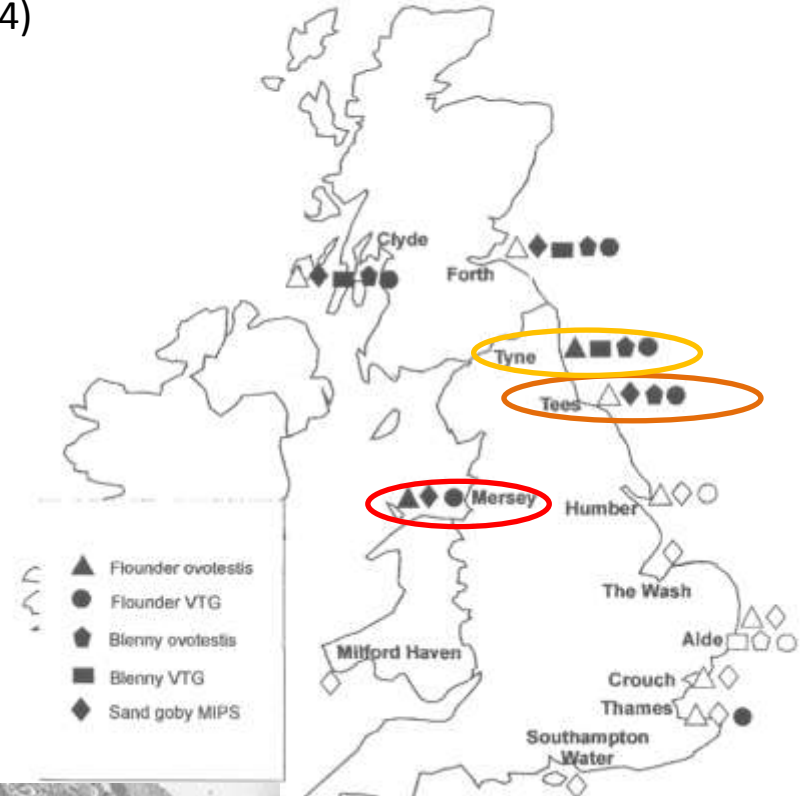 4)
Clyde
Forth
Tyne
Tees
Mersey
Humber
The Wash
Alde
Milford Haven
Crouch
Thames
Southampton
Water
Flounder ovotestis
Flounder VTG
Blenny ovotestis
Blenny VTG
Sand goby MIPS